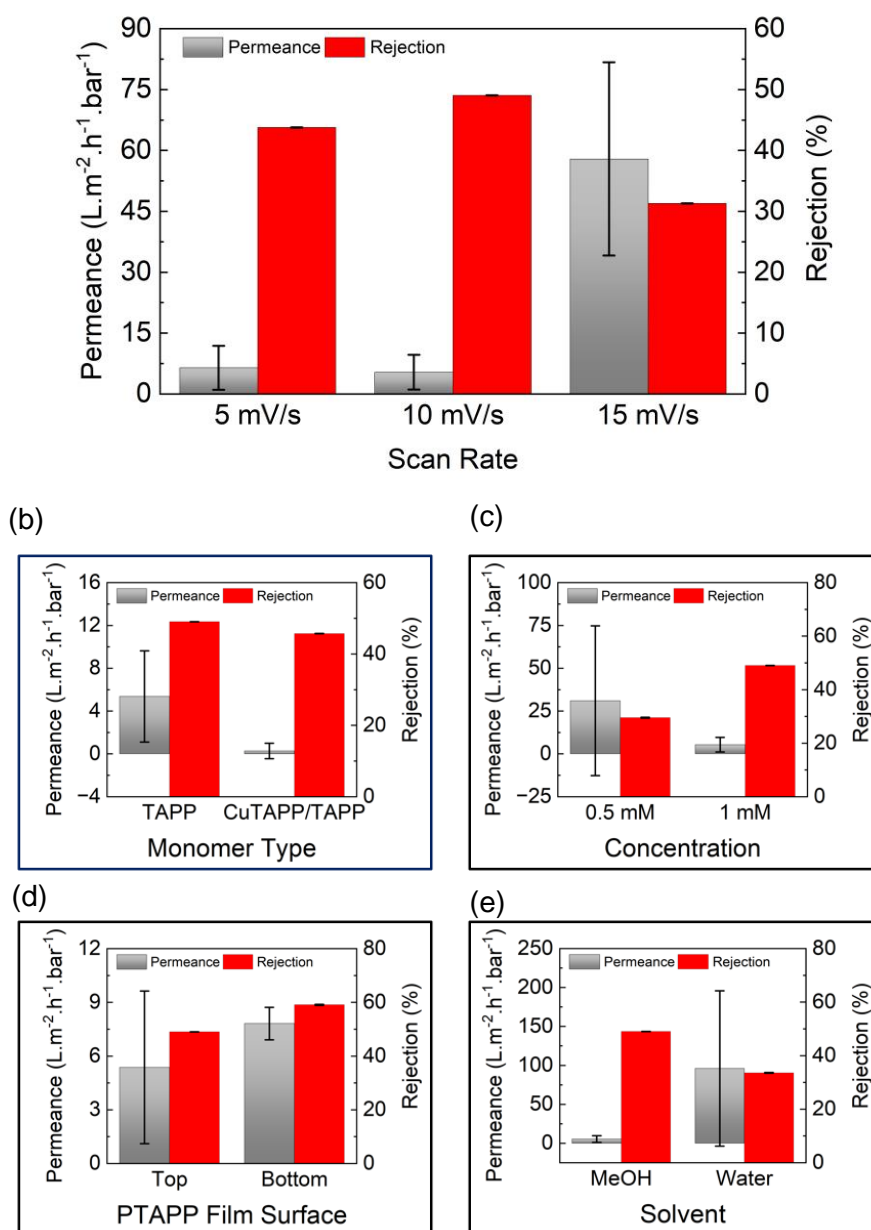 Permeance (L.m⁻².h⁻¹.bar⁻¹)
90
75
60
45
30
15
0
Permeance
Rejection
60
50
40
30
20
10
0
Rejection (%)
5 mV/s 10 mV/s 15 mV/s
Scan Rate
(b)
Permeance (L.m⁻².h⁻¹.bar⁻¹)
16
12
8
4
0
−4
Permeance Rejection
60
40
20
0
Rejection (%)
TAPP CuTAPP/TAPP
Monomer Type
(c)
Permeance (L.m⁻².h⁻¹.bar⁻¹)
100
75
50
25
0
−25
Permeance Rejection
80
60
40
20
0
Rejection (%)
0.5 mM 1 mM
Concentration
(d)
Permeance (L.m⁻².h⁻¹.bar⁻¹)
12
9
6
3
0
Permeance Rejection
80
60
40
20
0
Rejection (%)
Top Bottom
PTAPP Film Surface
(e)
Permeance (L.m⁻².h⁻¹.bar⁻¹)
250
200
150
100
50
0
Permeance Rejection
80
60
40
20
0
Rejection (%)
MeOH Water
Solvent